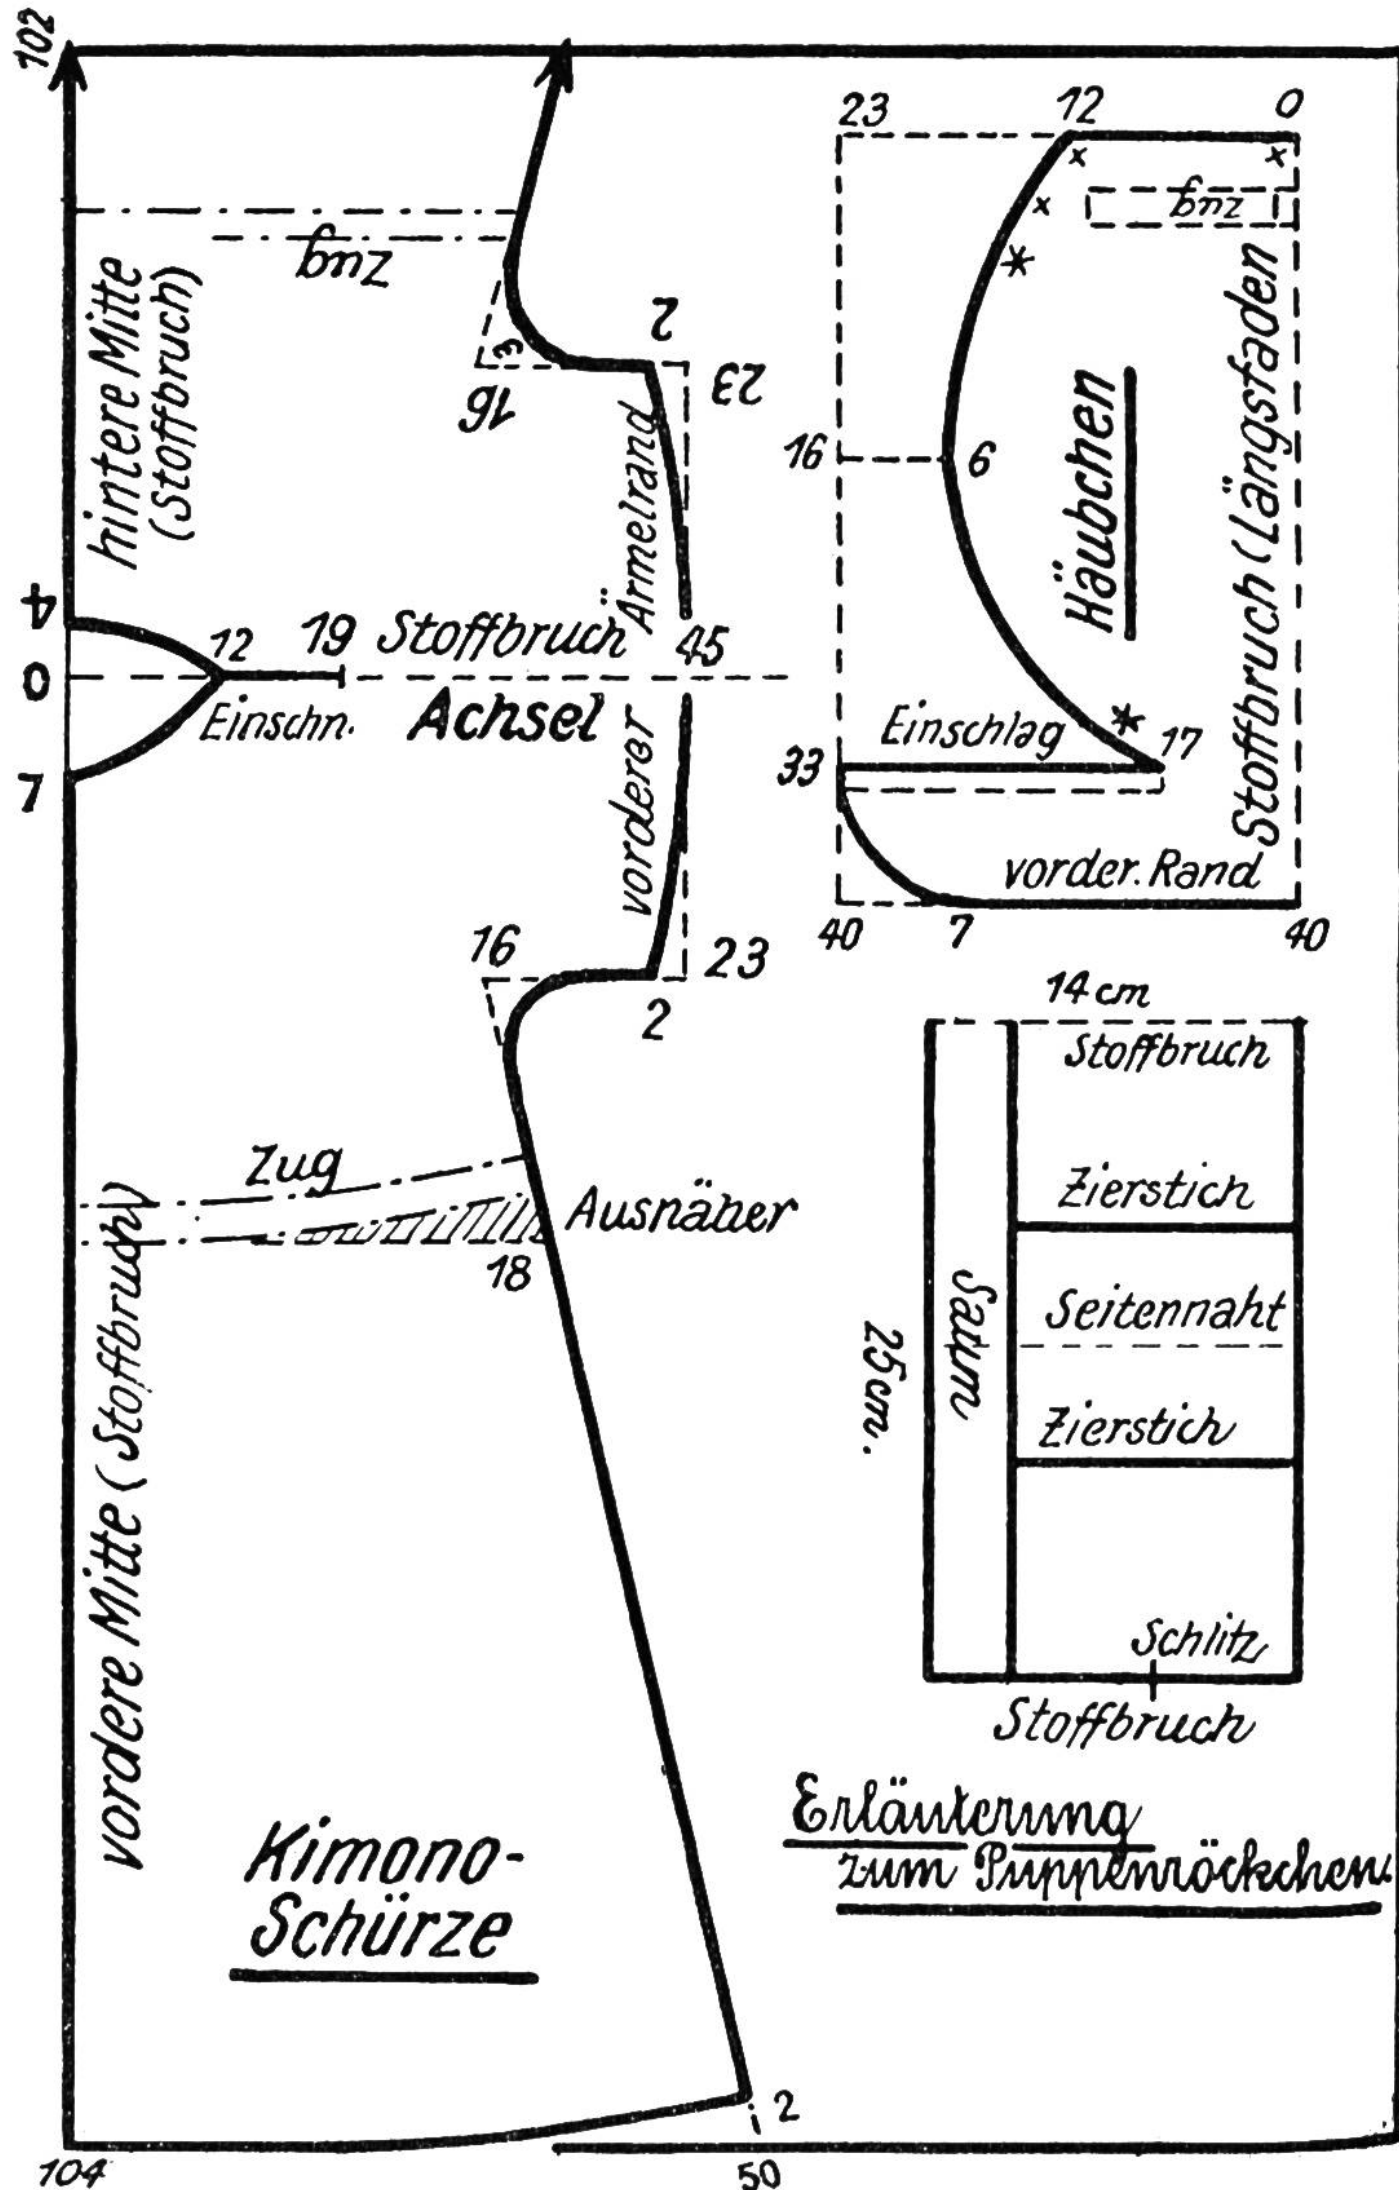 102
Zug
hintere Mitte
(Stoffbruch)
2
3
16
23
Ärmelrand
4
0
7
12
19
Stoffbruch
45
Einschn.
Achsel
vorderer
16
23
2
Zug
Ausnäher
18
vordere Mitte (Stoffbruch)
Kimono-
Schürze
2
104
50
23
12
0
x
x
x
Zug
*
16
6
Häubchen
Stoffbruch (Längsfaden
Einschlag
*
17
33
vorder. Rand
40
7
40
14 cm
Stoffbruch
Zierstich
Seitennaht
Zierstich
Saum
25 cm.
Schlitz
Stoffbruch
Erläuterung
zum Puppenröckchen.